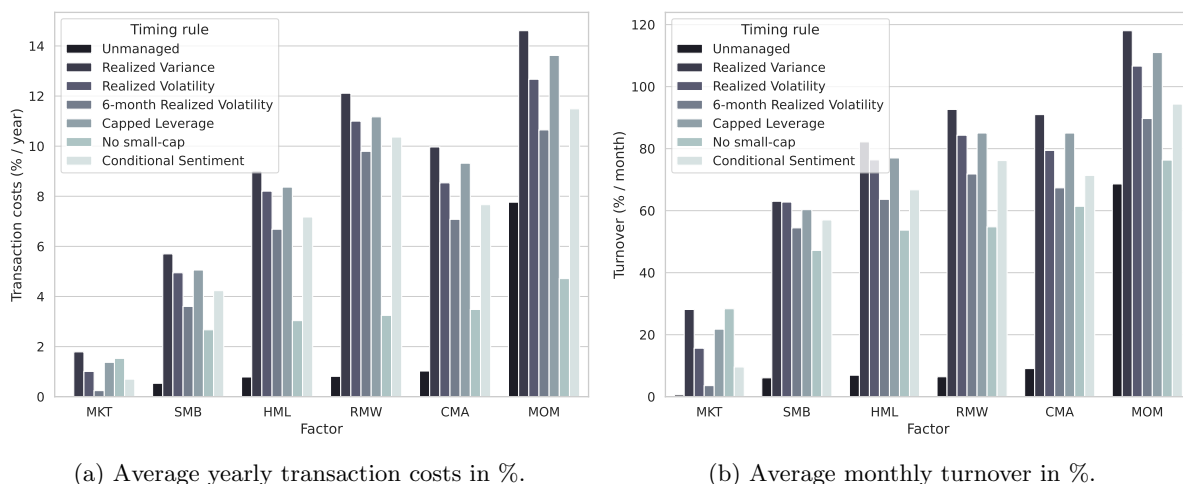 Timing rule
Unmanaged
Realized Variance
Realized Volatility
6-month Realized Volatility
Capped Leverage
No small-cap
Conditional Sentiment
Transaction costs (% / year)
14
12
10
8
6
4
2
0
MKT SMB HML RMW CMA MOM
Factor
(a) Average yearly transaction costs in %.
Timing rule
Unmanaged
Realized Variance
Realized Volatility
6-month Realized Volatility
Capped Leverage
No small-cap
Conditional Sentiment
Turnover (% / month)
120
100
80
60
40
20
0
MKT SMB HML RMW CMA MOM
Factor
(b) Average monthly turnover in %.